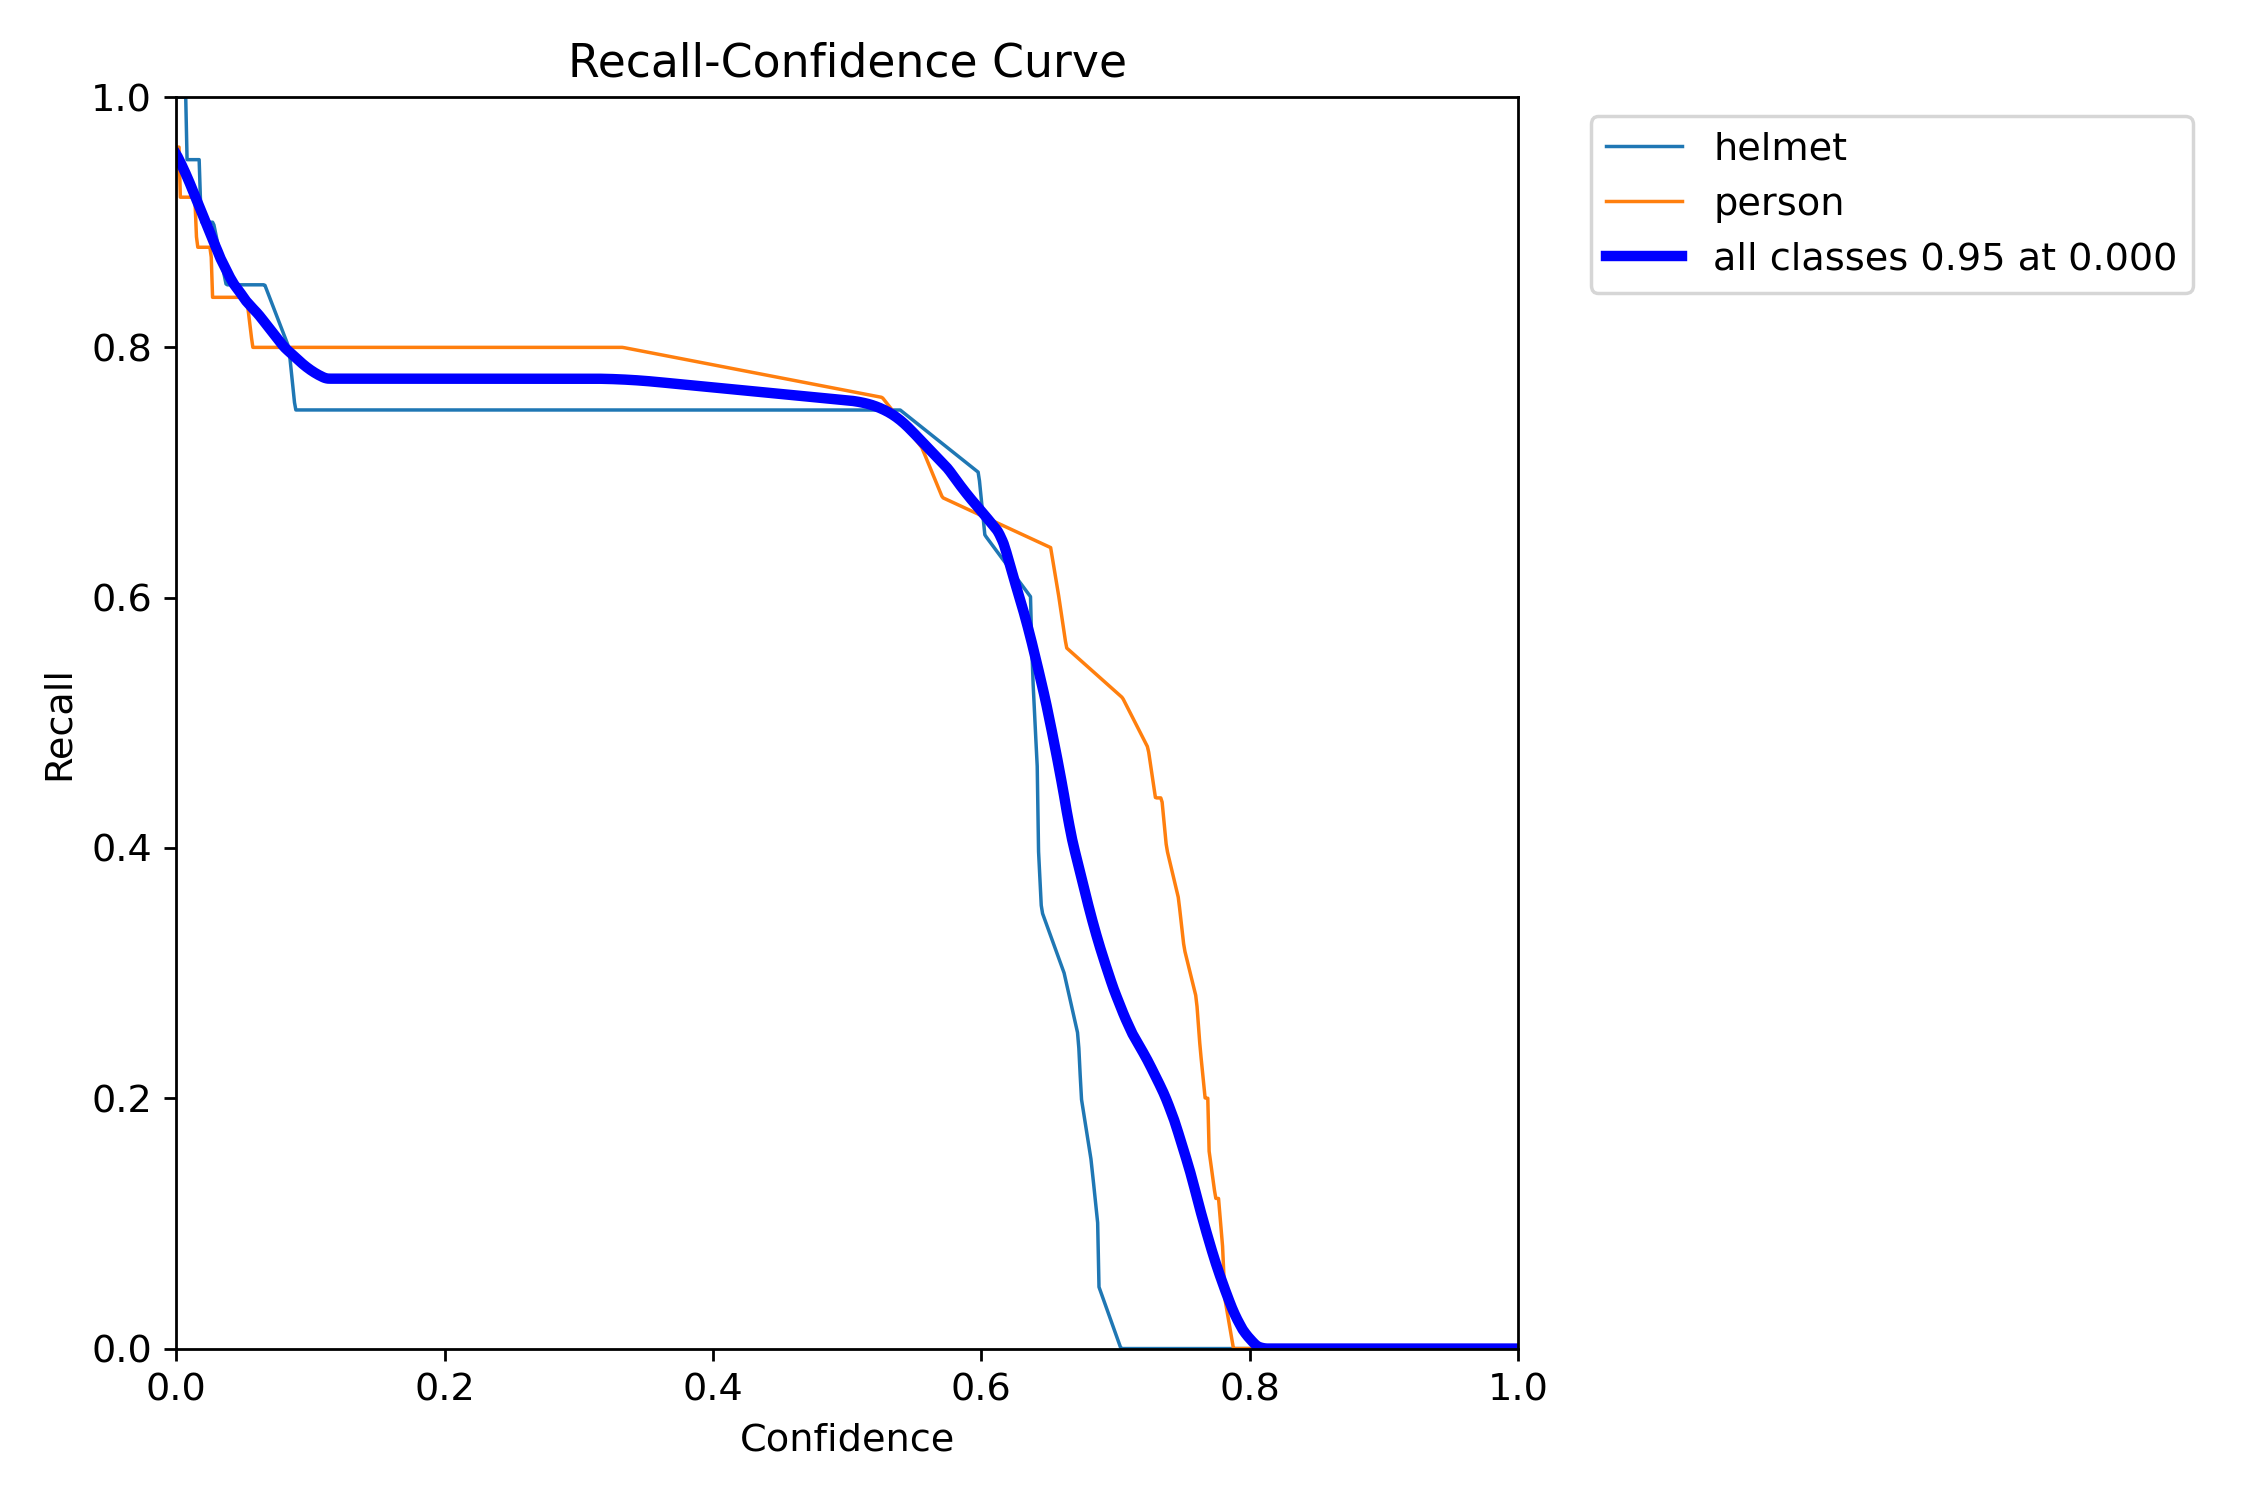 Recall-Confidence Curve
1.0
0.8
0.6
0.4
0.2
0.0
Recall
0.0 0.2 0.4 0.6 0.8 1.0
Confidence
helmet
person
all classes 0.95 at 0.000